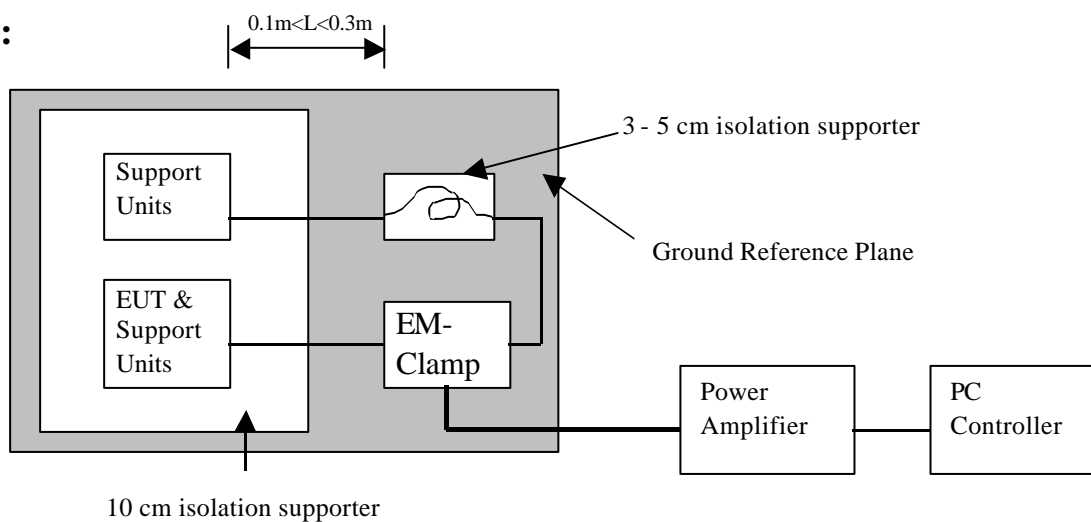 0.1m<L<0.3m
:
3 - 5 cm isolation supporter
Support
Units
Ground Reference Plane
EUT &
Support
Units
EM-
Clamp
Power
Amplifier
PC
Controller
10 cm isolation supporter